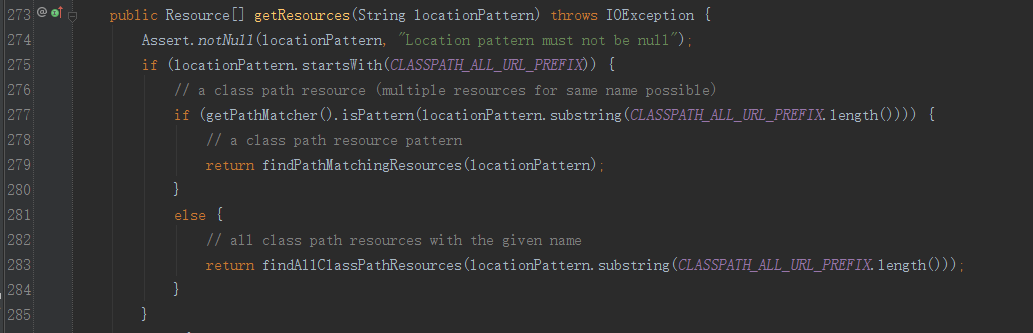 273 @ public Resource[] getResources(String locationPattern) throws IOException {
274 Assert.notNull(locationPattern, "Location pattern must not be null");
275 if (locationPattern.startsWith(CLASSPATH_ALL_URL_PREFIX)) {
276 // a class path resource (multiple resources for same name possible)
277 if (getPathMatcher().isPattern(locationPattern.substring(CLASSPATH_ALL_URL_PREFIX.length()))) {
278 // a class path resource pattern
279 return findPathMatchingResources(locationPattern);
280 }
281 else {
282 // all class path resources with the given name
283 return findAllClassPathResources(locationPattern.substring(CLASSPATH_ALL_URL_PREFIX.length()));
284 }
285 }